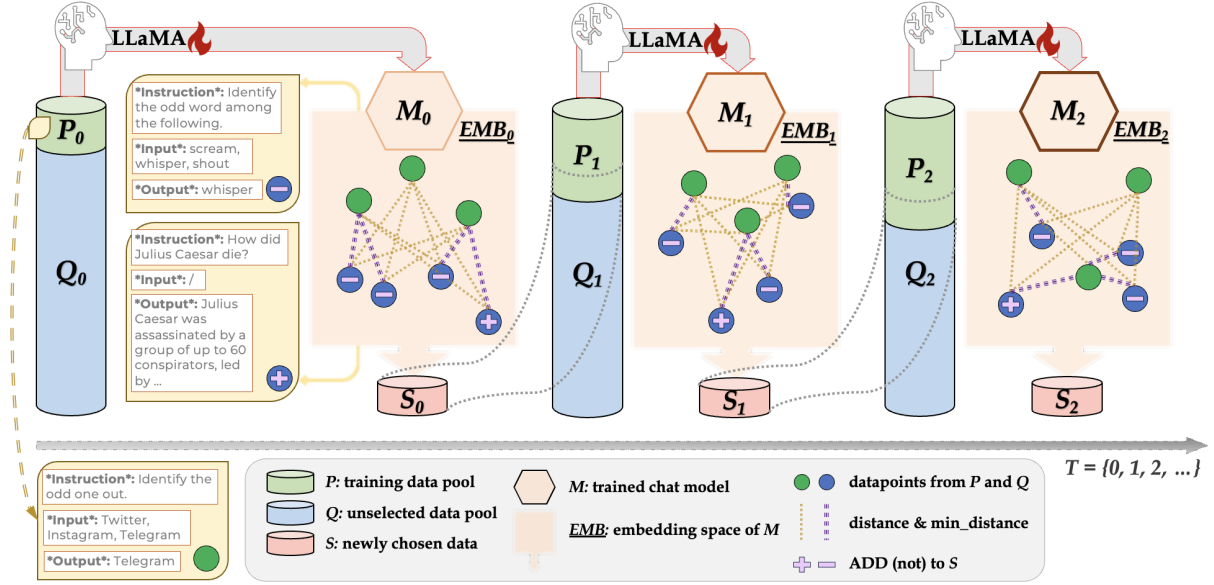 LLaMA
LLaMA
LLaMA
P0
Q0
*Instruction*: Identify
the odd word among
the following.
*Input*: scream,
whisper, shout
*Output*: whisper
−
*Instruction*: How did
Julius Caesar die?
*Input*: /
*Output*: Julius
Caesar was
assassinated by a
group of up to 60
conspirators, led
by ...
+
M0
EMB0
S0
P1
Q1
M1
EMB1
S1
P2
Q2
M2
EMB2
S2
T = {0, 1, 2, ...}
*Instruction*: Identify the
odd one out.
*Input*: Twitter,
Instagram, Telegram
*Output*: Telegram
P: training data pool
Q: unselected data pool
S: newly chosen data
M: trained chat model
EMB: embedding space of M
datapoints from P and Q
distance & min_distance
+ − ADD (not) to S